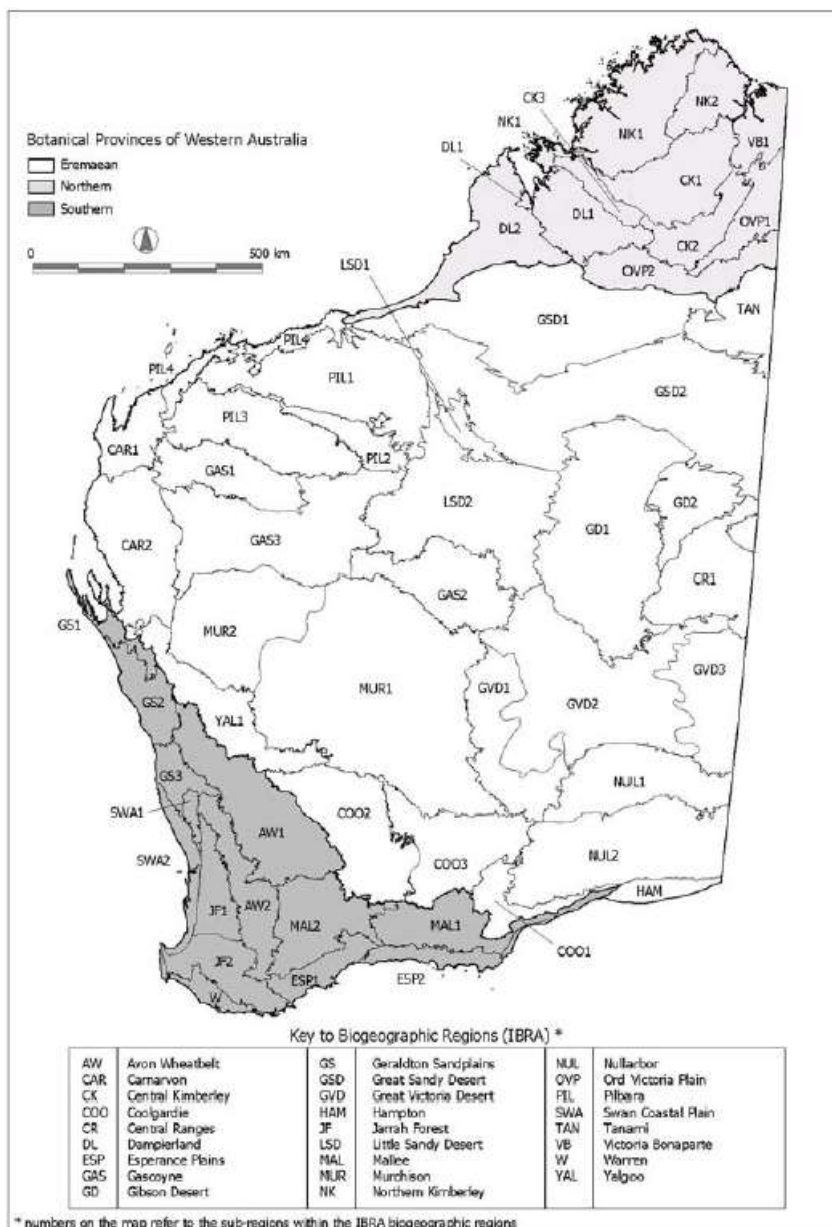 Botanical Provinces of Western Australia
Eremaean
Northern
Southern
0 500 km
CK3
NK2
NK1
NK1
VB1
DL1
CK1
DL1
DL2
OVP1
CK2
OVP2
LSD1
TAN
GSD1
PIL4
PIL4
PIL1
GSD2
PIL3
CAR1
PIL2
GAS1
LSD2
GD2
GD1
GAS3
CAR2
CR1
GAS2
GS1
MUR2
GVD3
MUR1
GVD1
GS2
GVD2
YAL1
GS3
NUL1
SWA1
COO2
AW1
NUL2
SWA2
COO3
HAM
JF1
AW2
MAL2
MAL1
COO1
JF2
ESP1
ESP2
W
Key to Biogeographic Regions (IBRA) *
AW Avon Wheatbelt GS Geraldton Sandplains NUL Nullarbor
CAR Carnarvon GSD Great Sandy Desert OVP Ord Victoria Plain
CK Central Kimberley GVD Great Victoria Desert PIL Pilbara
COO Coolgardie HAM Hampton SWA Swan Coastal Plain
CR Central Ranges JF Jarrah Forest TAN Tanami
DL Dampierland LSD Little Sandy Desert VB Victoria Bonaparte
ESP Esperance Plains MAL Mallee W Warren
GAS Gascoyne MUR Murchison YAL Yalgoo
GD Gibson Desert NK Northern Kimberley
* numbers on the map refer to the sub-regions within the IBRA biogeographic regions